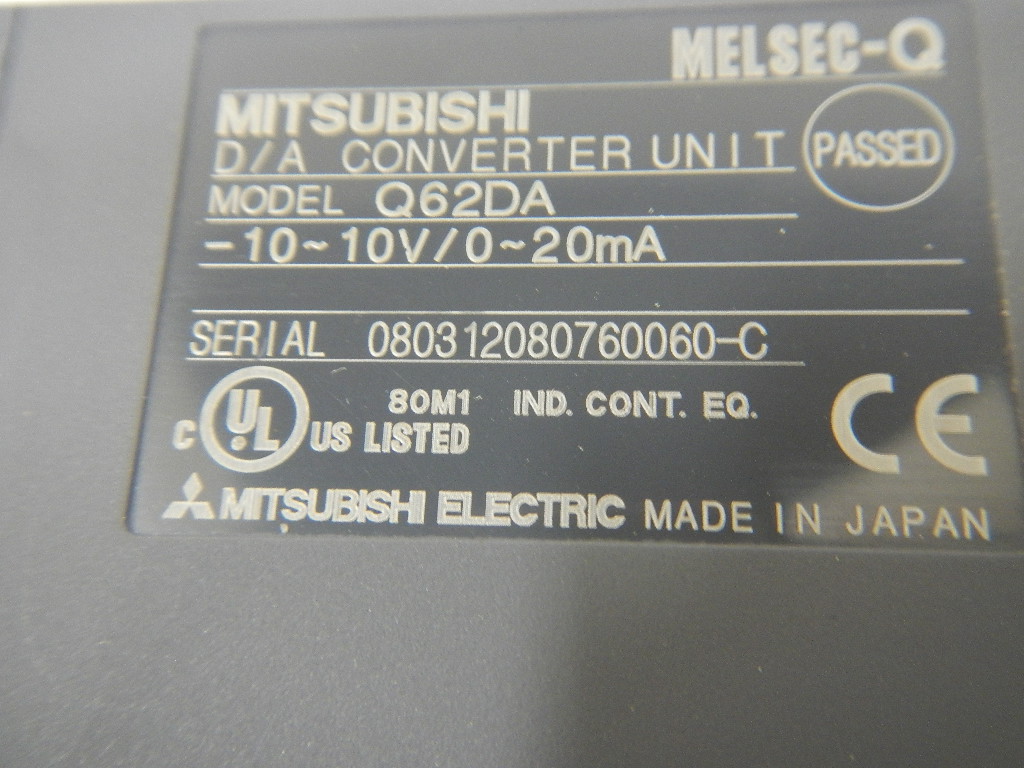 MELSEC-Q
MITSUBISHI
D/A CONVERTER UNIT
PASSED
MODEL Q62DA
-10~10V/0~20mA
SERIAL 080312080760060-C
C UL US LISTED 80M1 IND. CONT. EQ.
CE
MITSUBISHI ELECTRIC MADE IN JAPAN